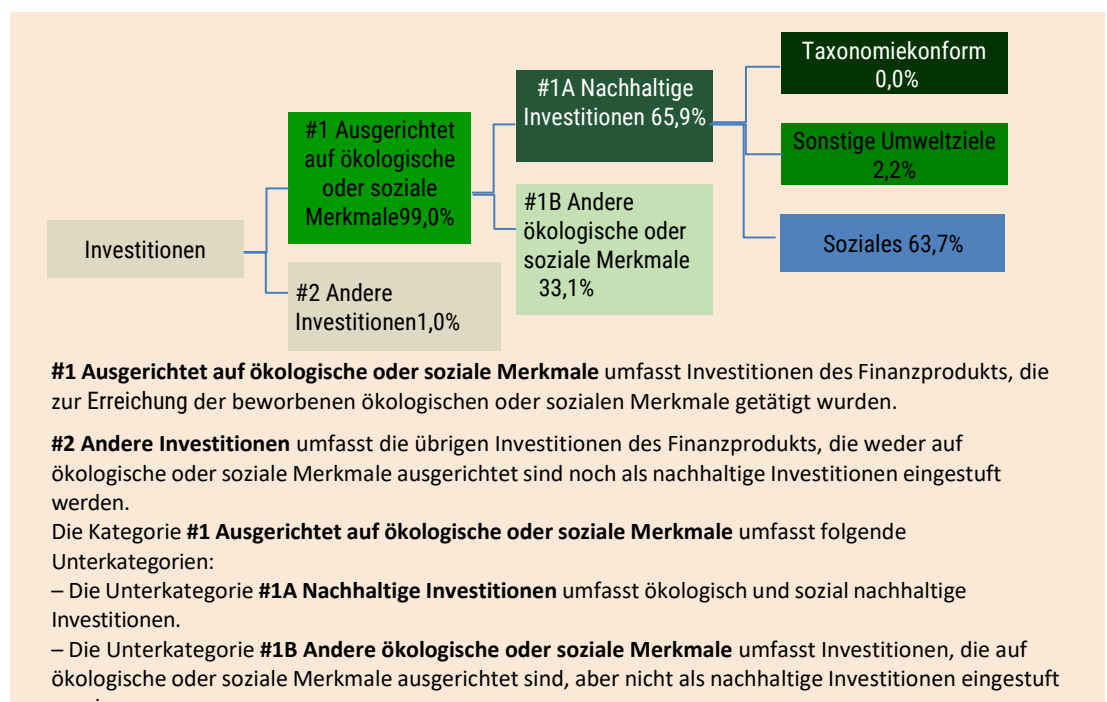 Taxonomiekonform
0,0%
#1A Nachhaltige
Investitionen 65,9%
#1 Ausgerichtet
auf ökologische
oder soziale
Merkmale99,0%
Sonstige Umweltziele
2,2%
#1B Andere
ökologische oder
soziale Merkmale
33,1%
Soziales 63,7%
Investitionen
#2 Andere
Investitionen1,0%
#1 Ausgerichtet auf ökologische oder soziale Merkmale umfasst Investitionen des Finanzprodukts, die
zur Erreichung der beworbenen ökologischen oder sozialen Merkmale getätigt wurden.
#2 Andere Investitionen umfasst die übrigen Investitionen des Finanzprodukts, die weder auf
ökologische oder soziale Merkmale ausgerichtet sind noch als nachhaltige Investitionen eingestuft
werden.
Die Kategorie #1 Ausgerichtet auf ökologische oder soziale Merkmale umfasst folgende
Unterkategorien:
– Die Unterkategorie #1A Nachhaltige Investitionen umfasst ökologisch und sozial nachhaltige
Investitionen.
– Die Unterkategorie #1B Andere ökologische oder soziale Merkmale umfasst Investitionen, die auf
ökologische oder soziale Merkmale ausgerichtet sind, aber nicht als nachhaltige Investitionen eingestuft